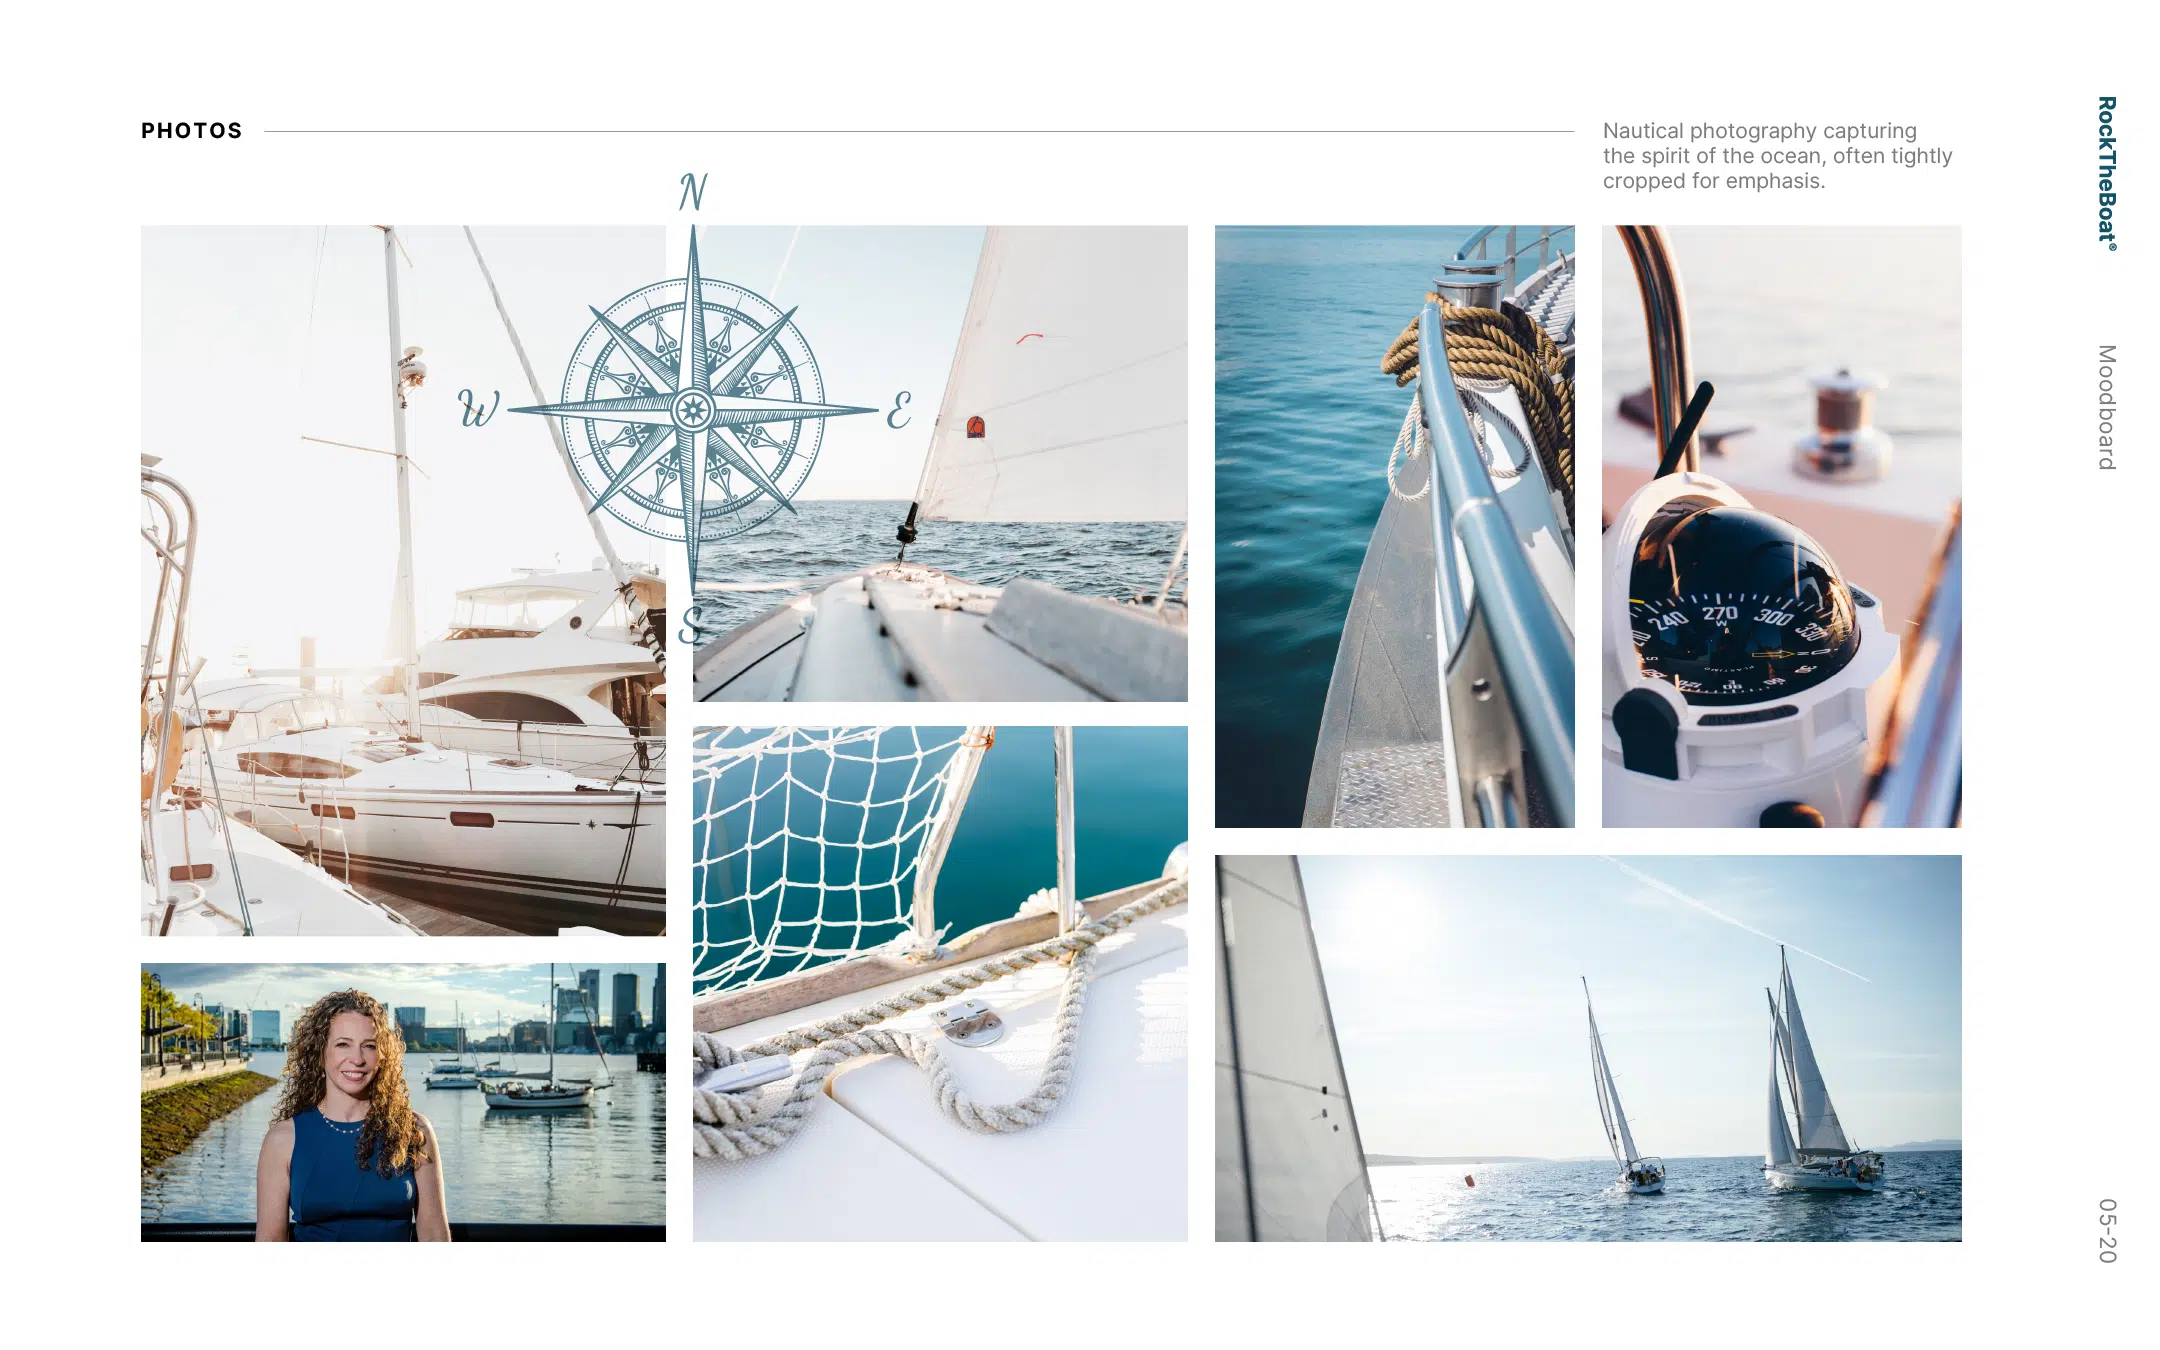 PHOTOS
Nautical photography capturing
the spirit of the ocean, often tightly
cropped for emphasis.
RockTheBoat®
Moodboard
05-20
N
W
E
S
240 270 300 330
W